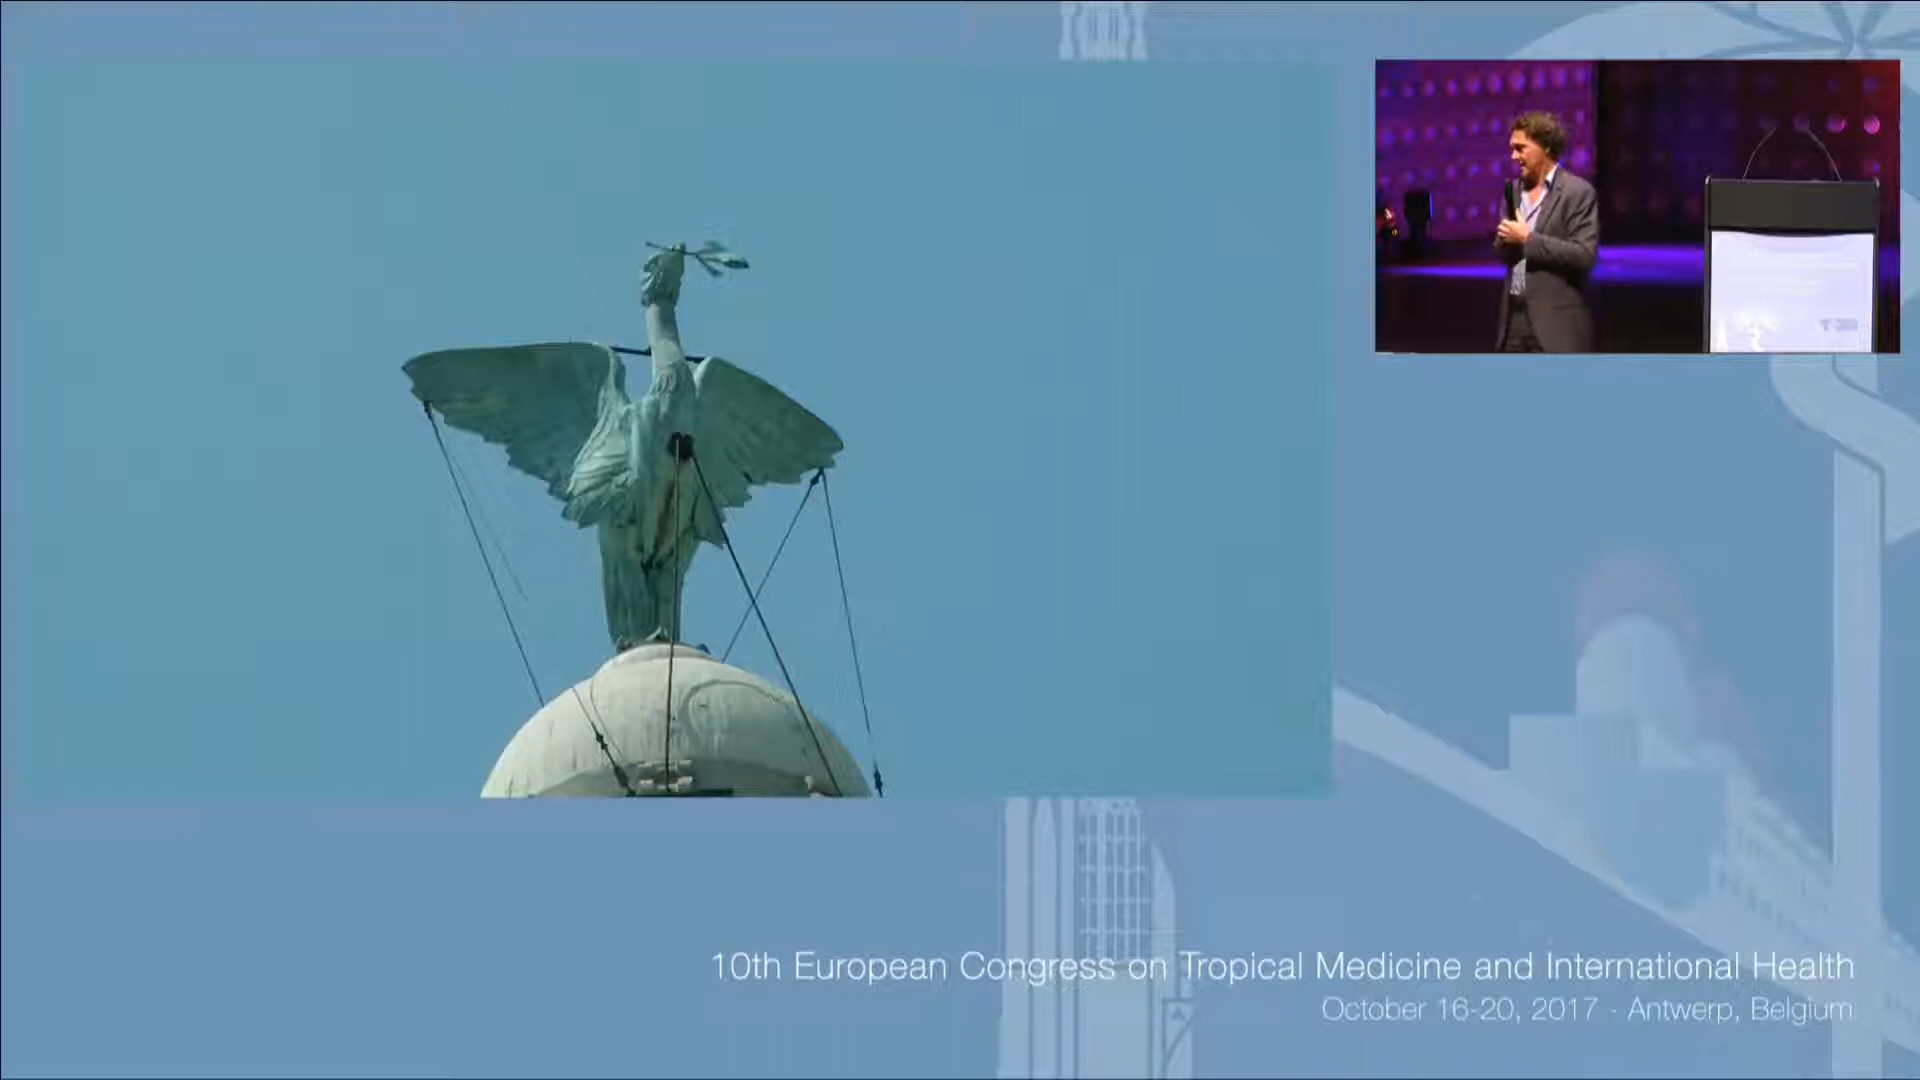 10th European Congress on Tropical Medicine and International Health
October 16-20, 2017 - Antwerp, Belgium